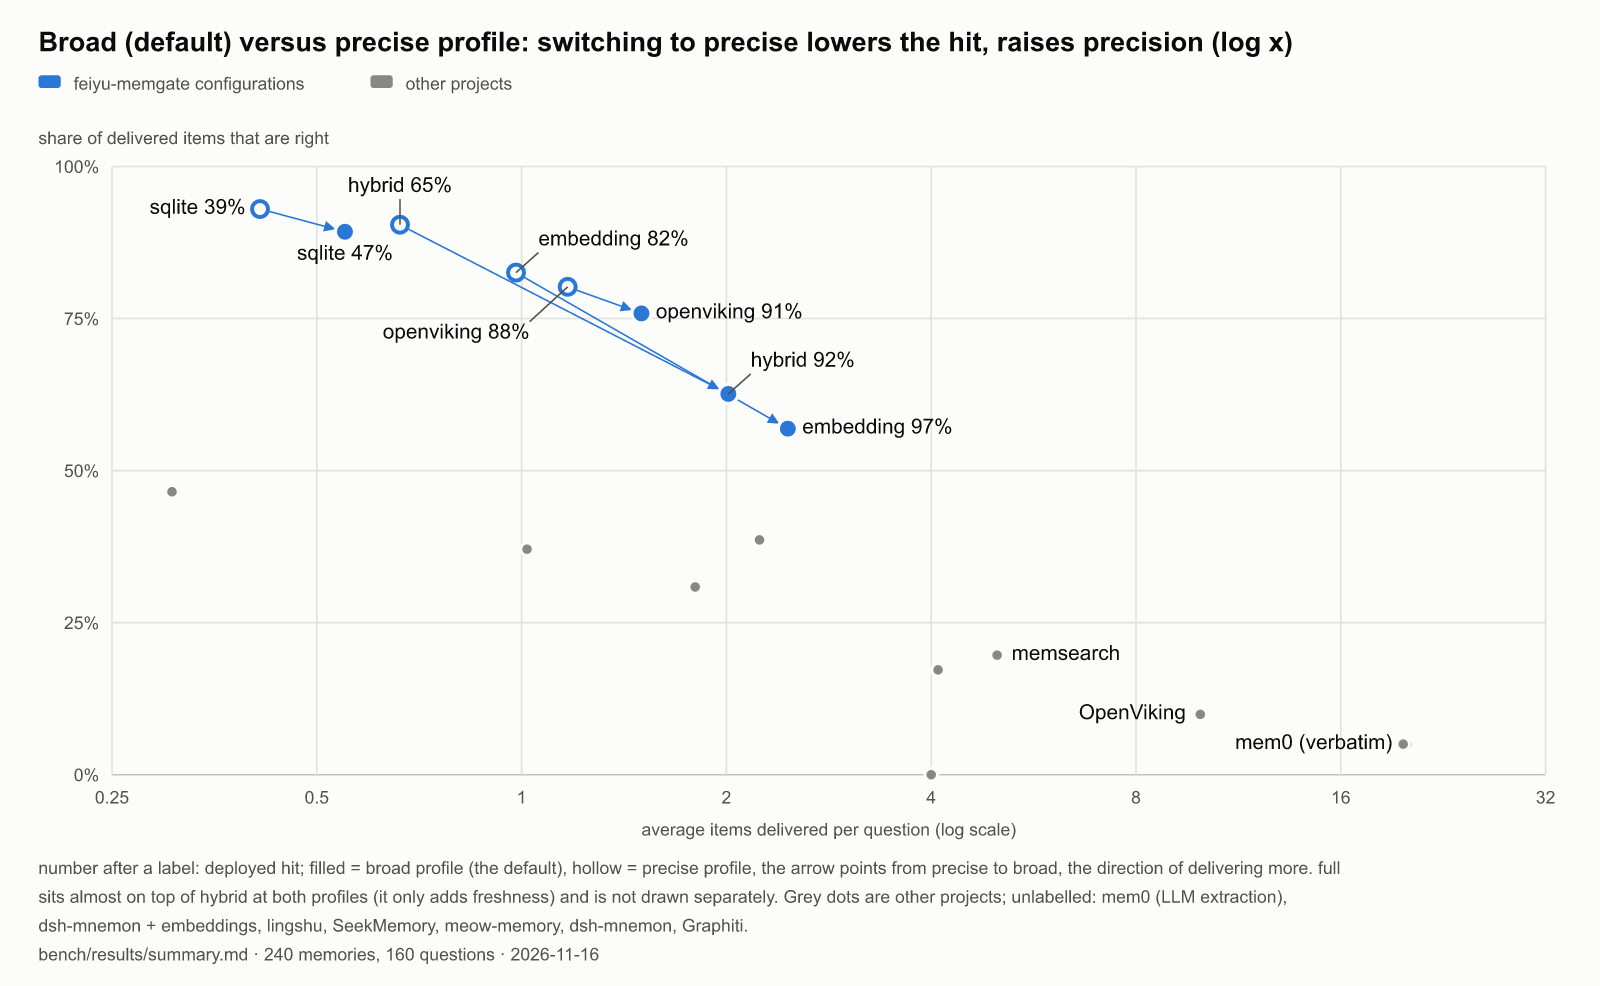 Broad (default) versus precise profile: switching to precise lowers the hit, raises precision (log x)
feiyu-memgate configurations
other projects
share of delivered items that are right
100%
hybrid 65%
sqlite 39%
embedding 82%
sqlite 47%
openviking 91%
75%
openviking 88%
hybrid 92%
embedding 97%
50%
25%
memsearch
OpenViking
mem0 (verbatim)
0%
0.25
0.5
1
2
4
8
16
32
average items delivered per question (log scale)
number after a label: deployed hit; filled = broad profile (the default), hollow = precise profile, the arrow points from precise to broad, the direction of delivering more. full
sits almost on top of hybrid at both profiles (it only adds freshness) and is not drawn separately. Grey dots are other projects; unlabelled: mem0 (LLM extraction),
dsh-mnemon + embeddings, lingshu, SeekMemory, meow-memory, dsh-mnemon, Graphiti.
bench/results/summary.md · 240 memories, 160 questions · 2026-11-16